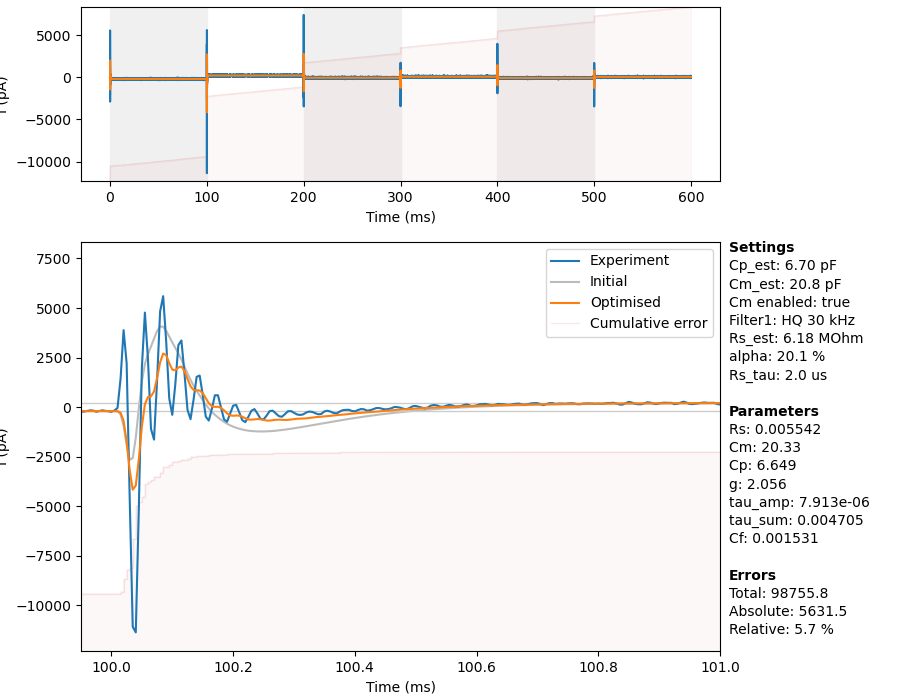 5000
0
−5000
−10000
I (pA)
0 100 200 300 400 500 600
Time (ms)
7500
5000
2500
0
−2500
−5000
−7500
−10000
I (pA)
100.0 100.2 100.4 100.6 100.8 101.0
Time (ms)
Experiment
Initial
Optimised
Cumulative error
Settings
Cp_est: 6.70 pF
Cm_est: 20.8 pF
Cm enabled: true
Filter1: HQ 30 kHz
Rs_est: 6.18 MOhm
alpha: 20.1 %
Rs_tau: 2.0 us
Parameters
Rs: 0.005542
Cm: 20.33
Cp: 6.649
g: 2.056
tau_amp: 7.913e-06
tau_sum: 0.004705
Cf: 0.001531
Errors
Total: 98755.8
Absolute: 5631.5
Relative: 5.7 %